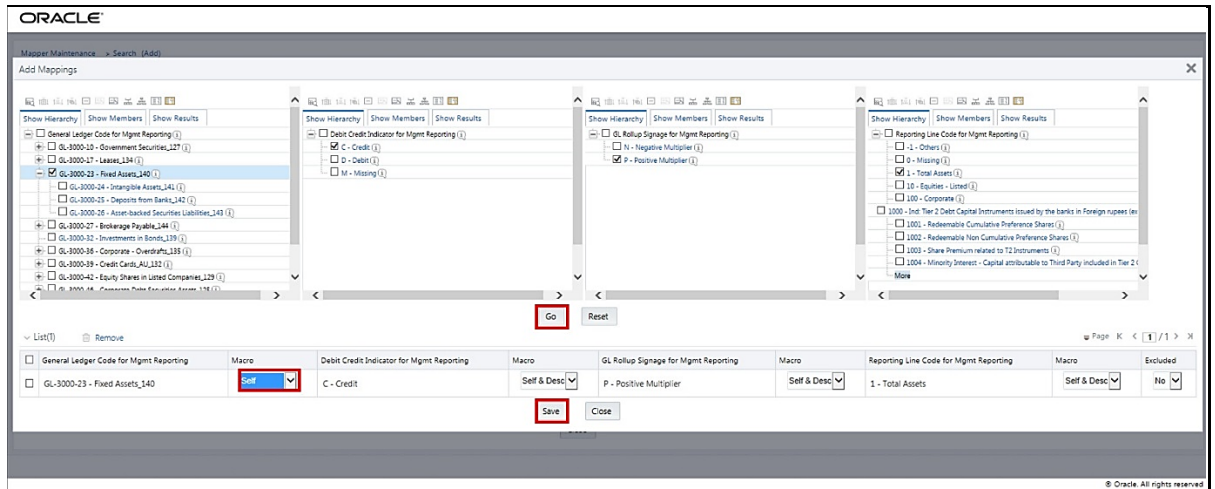 ORACLE
Mapper Maintenance > Search (Add)
Add Mappings
Show Hierarchy Show Members Show Results
General Ledger Code for Mgmt Reporting
GL-3000-10 - Government Securities_127
GL-3000-17 - Leases_134
GL-3000-23 - Fixed Assets_140
GL-3000-24 - Intangible Assets_141
GL-3000-25 - Deposits from Banks_142
GL-3000-26 - Asset-backed Securities Liabilities_143
GL-3000-27 - Brokerage Payable_144
GL-3000-32 - Investments in Bonds_139
GL-3000-36 - Corporate - Overdrafts_135
GL-3000-39 - Credit Cards_AU_132
GL-3000-42 - Equity Shares in Listed Companies_129
GL-3000-46 - Corporate Debt Securities Assets_125
Show Hierarchy Show Members Show Results
Debit Credit Indicator for Mgmt Reporting
C - Credit
D - Debit
M - Missing
Show Hierarchy Show Members Show Results
GL Rollup Signage for Mgmt Reporting
N - Negative Multiplier
P - Positive Multiplier
Show Hierarchy Show Members Show Results
Reporting Line Code for Mgmt Reporting
-1 - Others
0 - Missing
1 - Total Assets
10 - Equities - Listed
100 - Corporate
1000 - Ind: Tier 2 Debt Capital Instruments issued by the banks in Foreign rupees (ex
1001 - Redeemable Cumulative Preference Shares
1002 - Redeemable Non Cumulative Preference Shares
1003 - Share Premium related to T2 Instruments
1004 - Minority Interest - Capital attributable to Third Party included in Tier 2
More
Go Reset
List(1) Remove Page 1 / 1
General Ledger Code for Mgmt Reporting Macro Debit Credit Indicator for Mgmt Reporting Macro GL Rollup Signage for Mgmt Reporting Macro Reporting Line Code for Mgmt Reporting Macro Excluded
GL-3000-23 - Fixed Assets_140 Self C - Credit Self & Desc P - Positive Multiplier Self & Desc 1 - Total Assets Self & Desc No
Save Close
© Oracle. All rights reserved